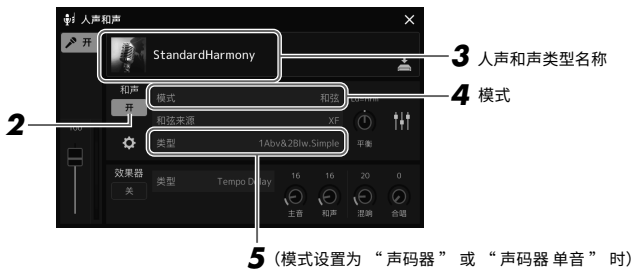 人声和声
开
StandardHarmony
3 人声和声类型名称
和声
模式 和弦
4 模式
开
2
和弦来源 XF
100
类型 1Abv&2Blw.Simple
平衡
效果器
类型 Tempo Delay
16 16 20 0
关
主音 和声 混响 合唱
5 (模式设置为 “声码器” 或 “声码器单音” 时)